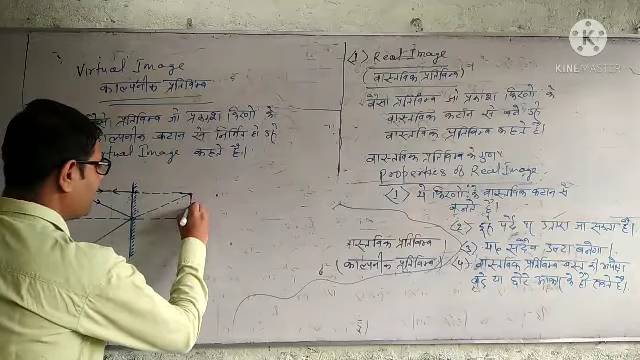 Virtual Image
काल्पनीक प्रतिबिम्ब
वैसा प्रतिबिम्ब जो प्रकाश किरणों के
काल्पनीक कटान से निर्मित हो उसे
Virtual Image कहते हैं।
(1) Real Image
(वास्तविक प्रतिबिम्ब)
वैसा प्रतिबिम्ब जो प्रकाश किरणों के
वास्तविक कटान से बने उसे
वास्तविक प्रतिबिम्ब कहते हैं।
वास्तविक प्रतिबिम्ब के गुण
Properties of Real Image
(1) ये किरणों के वास्तविक कटान से
बनते हैं।
(2) इसे पर्दे पर उतारा जा सकता है।
(3) यह सदैव उल्टा बनेगा।
(4) वास्तविक प्रतिबिम्ब वस्तु की अपेक्षा
बड़े या छोटे के हो सकते हैं।
वास्तविक प्रतिबिम्ब
(काल्पनीक प्रतिबिम्ब)
KINEMASTER